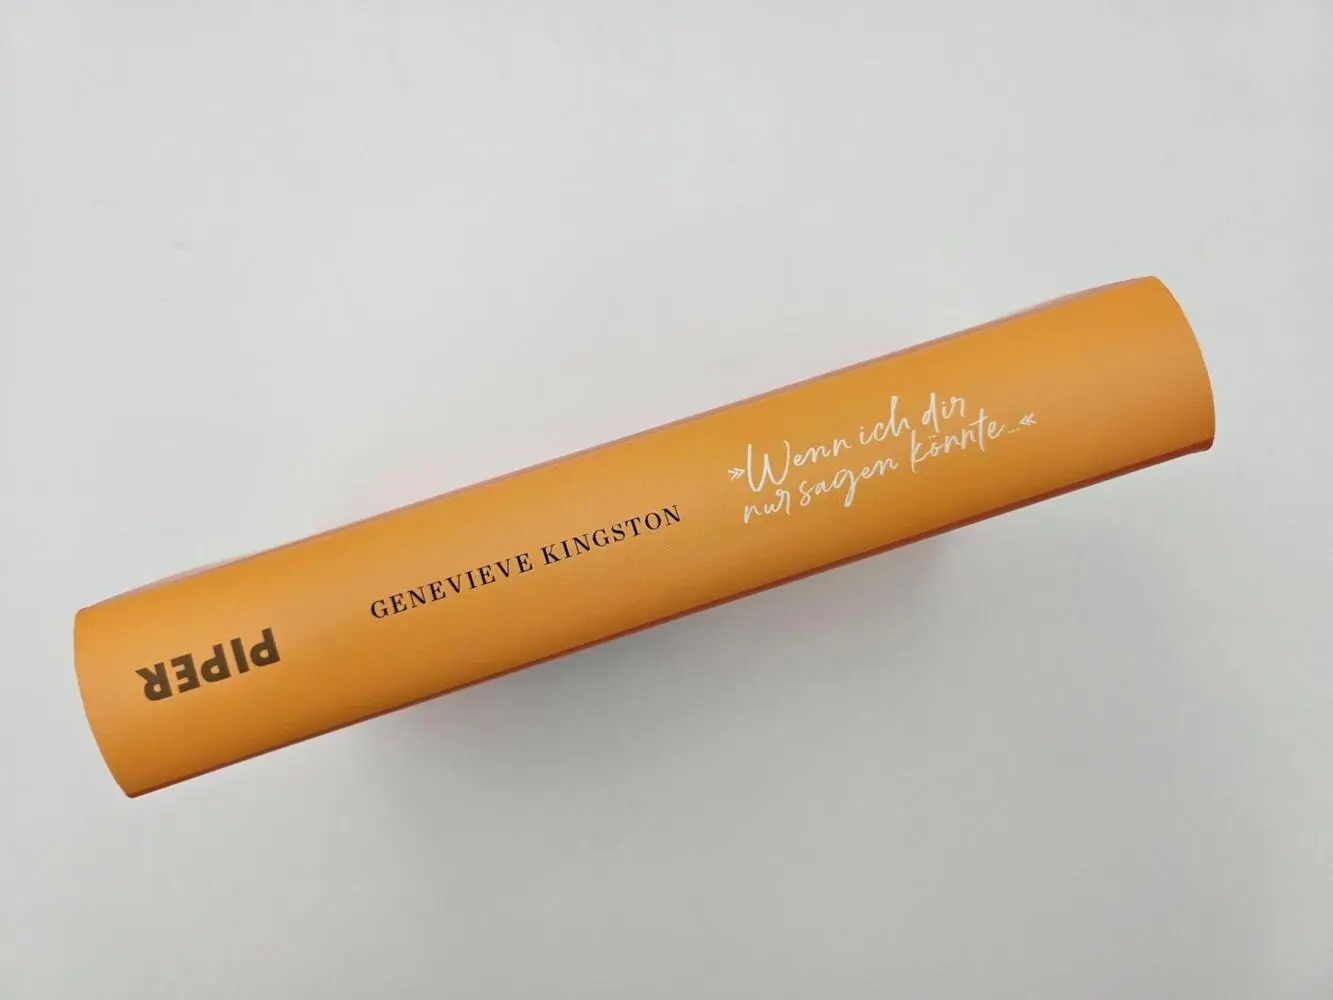 PIPER
GENEVIEVE KINGSTON
»Wenn ich dir
nur sagen könnte...«